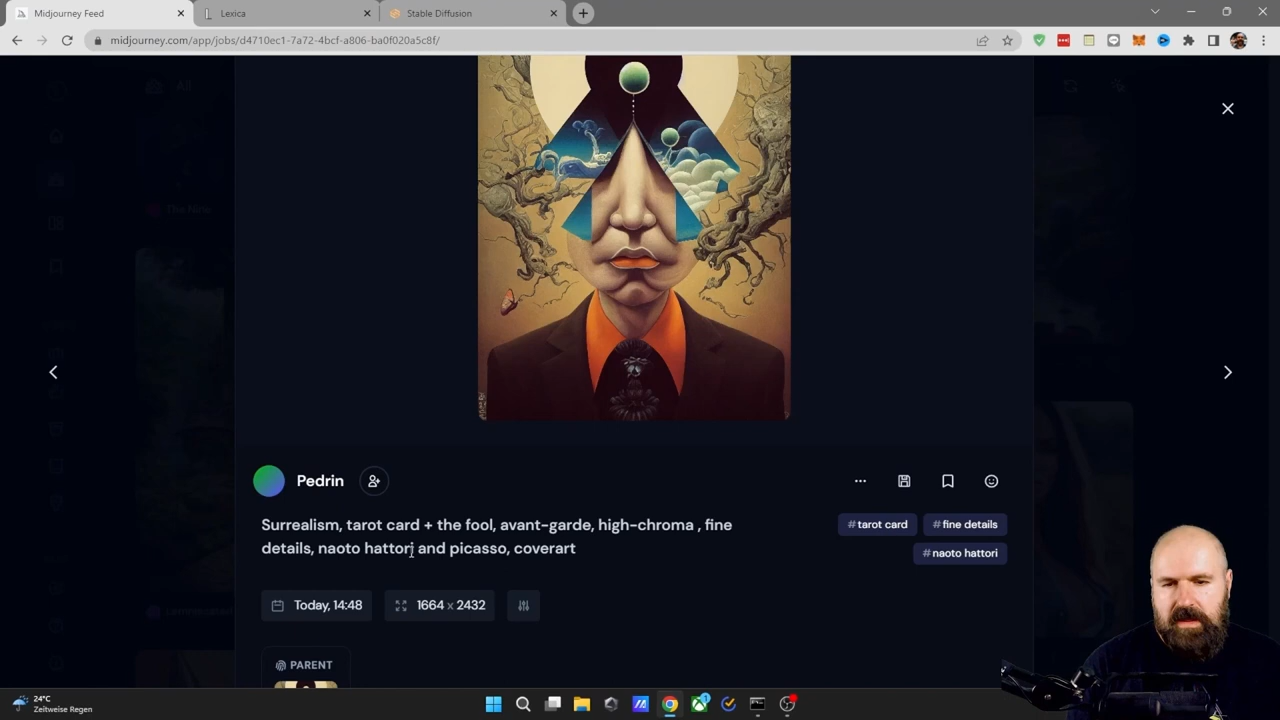 Midjourney Feed
Lexica
Stable Diffusion
midjourney.com/app/jobs/d4710ec1-7a72-4bcf-a806-ba0f020a5c8f/
All
Pedrin
Surrealism, tarot card + the fool, avant-garde, high-chroma , fine
details, naoto hattori and picasso, coverart
#tarot card
#fine details
#naoto hattori
Today, 14:48
1664 x 2432
PARENT
24°C
Zeitweise Regen
1